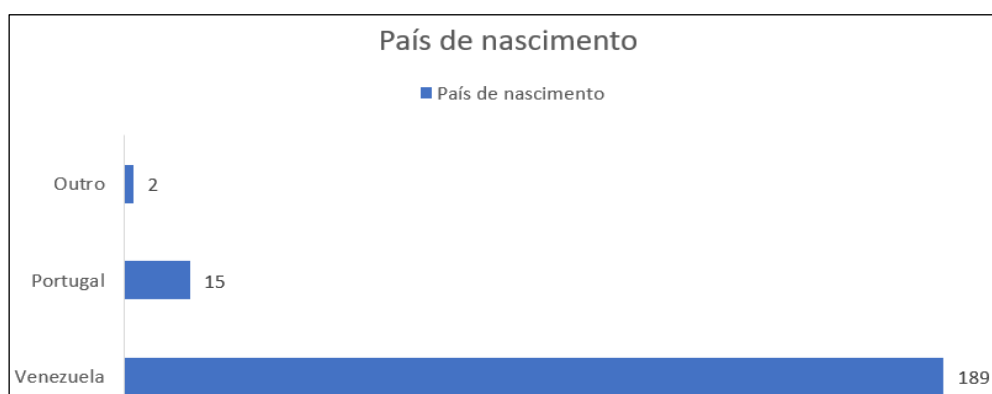 País de nascimento
País de nascimento
Outro 2
Portugal 15
Venezuela 189